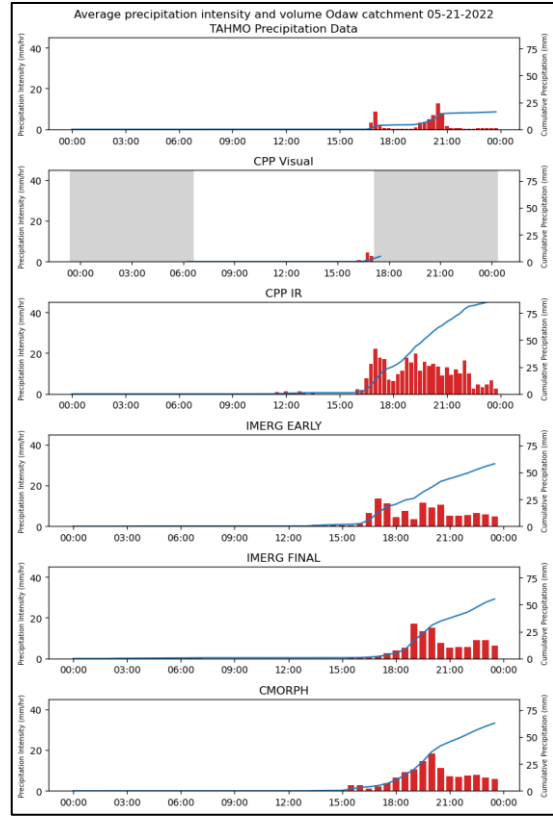 Average precipitation intensity and volume Odaw catchment 05-21-2022
TAHMO Precipitation Data
Precipitation Intensity (mm/hr)
40
20
0
75
50
25
0
Cumulative Precipitation (mm)
00:00 03:00 06:00 09:00 12:00 15:00 18:00 21:00 00:00
CPP Visual
Precipitation Intensity (mm/hr)
40
20
0
75
50
25
0
Cumulative Precipitation (mm)
00:00 03:00 06:00 09:00 12:00 15:00 18:00 21:00 00:00
CPP IR
Precipitation Intensity (mm/hr)
40
20
0
75
50
25
0
Cumulative Precipitation (mm)
00:00 03:00 06:00 09:00 12:00 15:00 18:00 21:00 00:00
IMERG EARLY
Precipitation Intensity (mm/hr)
40
20
0
75
50
25
0
Cumulative Precipitation (mm)
00:00 03:00 06:00 09:00 12:00 15:00 18:00 21:00 00:00
IMERG FINAL
Precipitation Intensity (mm/hr)
40
20
0
75
50
25
0
Cumulative Precipitation (mm)
00:00 03:00 06:00 09:00 12:00 15:00 18:00 21:00 00:00
CMORPH
Precipitation Intensity (mm/hr)
40
20
0
75
50
25
0
Cumulative Precipitation (mm)
00:00 03:00 06:00 09:00 12:00 15:00 18:00 21:00 00:00